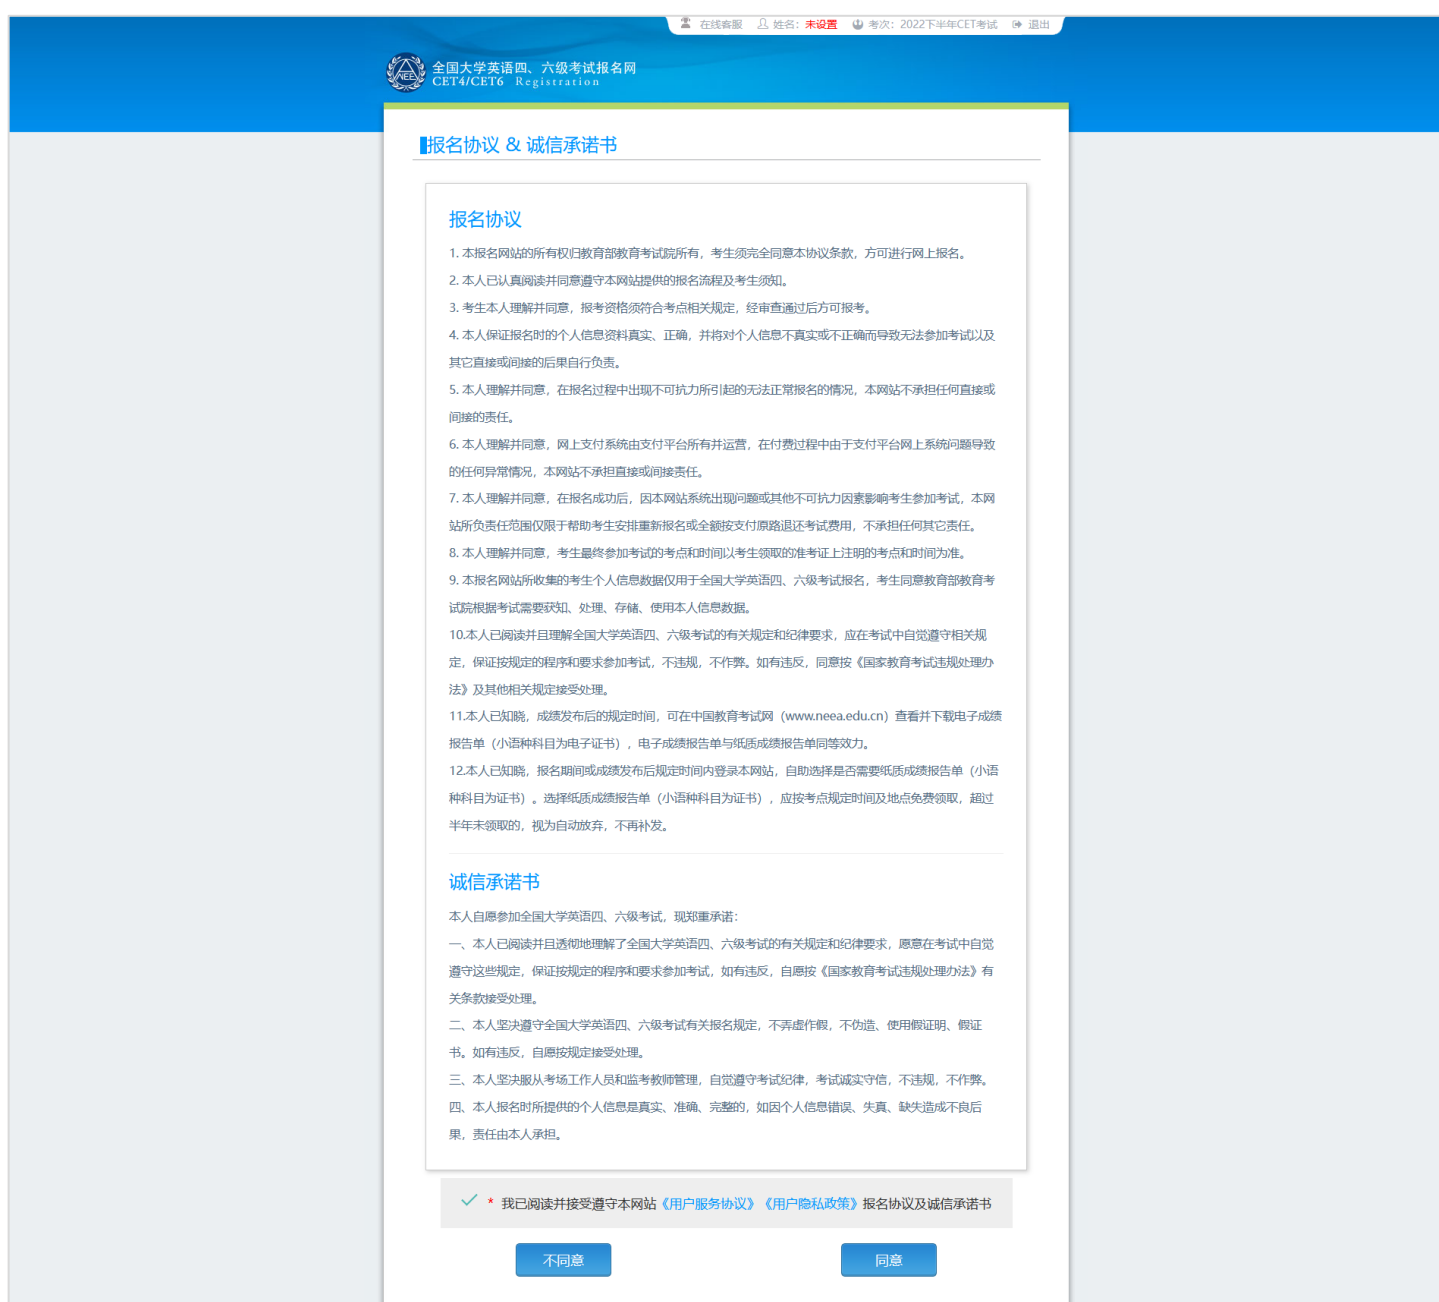 在线客服 姓名：未设置 考次：2022下半年CET考试 退出
NEEA
全国大学英语四、六级考试报名网
CET4/CET6 Registration
报名协议 & 诚信承诺书
报名协议
1. 本报名网站的所有权归教育部教育考试院所有，考生须完全同意本协议条款，方可进行网上报名。
2. 本人已认真阅读并同意遵守本网站提供的报名流程及考生须知。
3. 考生本人理解并同意，报考资格须符合考点相关规定，经审查通过后方可报考。
4. 本人保证报名时的个人信息资料真实、正确，并将对个人信息不真实或不正确而导致无法参加考试以及
其它直接或间接的后果自行负责。
5. 本人理解并同意，在报名过程中出现不可抗力所引起的无法正常报名的情况，本网站不承担任何直接或
间接的责任。
6. 本人理解并同意，网上支付系统由支付平台所有并运营，在付费过程中由于支付平台网上系统问题导致
的任何异常情况，本网站不承担直接或间接责任。
7. 本人理解并同意，在报名成功后，因本网站系统出现问题或其他不可抗力因素影响考生参加考试，本网
站所负责任范围仅限于帮助考生安排重新报名或全额按支付原路退还考试费用，不承担任何其它责任。
8. 本人理解并同意，考生最终参加考试的考点和时间以考生领取的准考证上注明的考点和时间为准。
9. 本报名网站所收集的考生个人信息数据仅用于全国大学英语四、六级考试报名，考生同意教育部教育考
试院根据考试需要获知、处理、存储、使用本人信息数据。
10.本人已阅读并且理解全国大学英语四、六级考试的有关规定和纪律要求，应在考试中自觉遵守相关规
定，保证按规定的程序和要求参加考试，不违规，不作弊。如有违反，同意按《国家教育考试违规处理办
法》及其他相关规定接受处理。
11.本人已知晓，成绩发布后的规定时间，可在中国教育考试网（www.neea.edu.cn）查看并下载电子成绩
报告单（小语种科目为电子证书），电子成绩报告单与纸质成绩报告单同等效力。
12.本人已知晓，报名期间或成绩发布后规定时间内登录本网站，自助选择是否需要纸质成绩报告单（小语
种科目为证书）。选择纸质成绩报告单（小语种科目为证书），应按考点规定时间及地点免费领取，超过
半年未领取的，视为自动放弃，不再补发。
诚信承诺书
本人自愿参加全国大学英语四、六级考试，现郑重承诺：
一、本人已阅读并且透彻地理解了全国大学英语四、六级考试的有关规定和纪律要求，愿意在考试中自觉
遵守这些规定，保证按规定的程序和要求参加考试，如有违反，自愿按《国家教育考试违规处理办法》有
关条款接受处理。
二、本人坚决遵守全国大学英语四、六级考试有关报名规定，不弄虚作假，不伪造、使用假证明、假证
书。如有违反，自愿按规定接受处理。
三、本人坚决服从考场工作人员和监考教师管理，自觉遵守考试纪律，考试诚实守信，不违规，不作弊。
四、本人报名时所提供的个人信息是真实、准确、完整的，如因个人信息错误、失真、缺失造成不良后
果，责任由本人承担。
* 我已阅读并接受遵守本网站《用户服务协议》《用户隐私政策》报名协议及诚信承诺书
不同意 同意